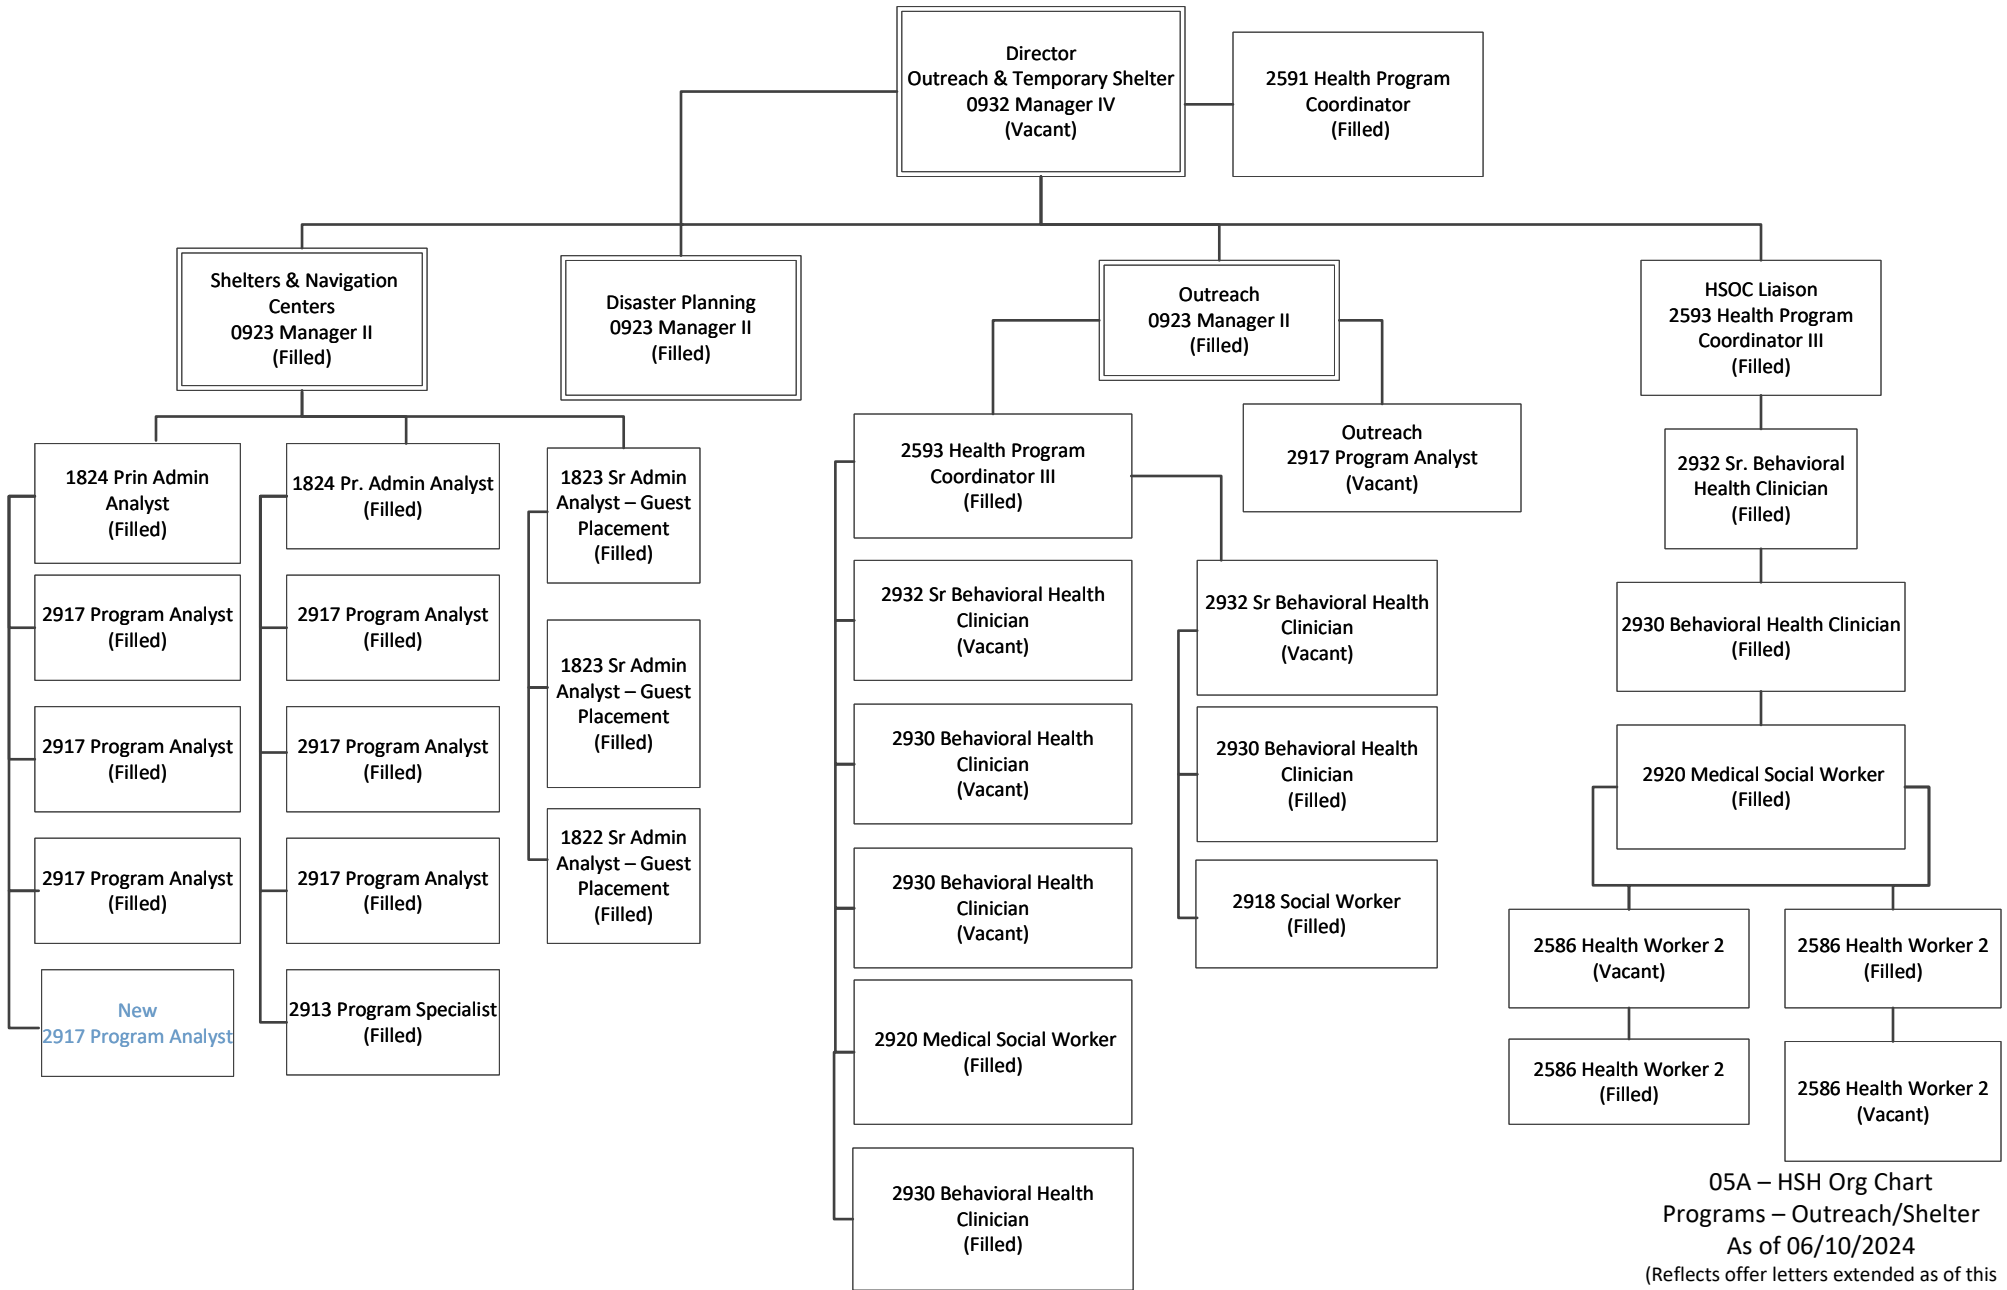 Director
Outreach & Temporary Shelter
0932 Manager IV
(Vacant)
2591 Health Program
Coordinator
(Filled)
Shelters & Navigation
Centers
0923 Manager II
(Filled)
Disaster Planning
0923 Manager II
(Filled)
Outreach
0923 Manager II
(Filled)
HSOC Liaison
2593 Health Program
Coordinator III
(Filled)
1824 Prin Admin
Analyst
(Filled)
2917 Program Analyst
(Filled)
2917 Program Analyst
(Filled)
2917 Program Analyst
(Filled)
New
2917 Program Analyst
1824 Pr. Admin Analyst
(Filled)
2917 Program Analyst
(Filled)
2917 Program Analyst
(Filled)
2917 Program Analyst
(Filled)
2913 Program Specialist
(Filled)
1823 Sr Admin
Analyst – Guest
Placement
(Filled)
1823 Sr Admin
Analyst – Guest
Placement
(Filled)
1822 Sr Admin
Analyst – Guest
Placement
(Filled)
2593 Health Program
Coordinator III
(Filled)
2932 Sr Behavioral Health
Clinician
(Vacant)
2930 Behavioral Health
Clinician
(Vacant)
2930 Behavioral Health
Clinician
(Vacant)
2920 Medical Social Worker
(Filled)
2930 Behavioral Health
Clinician
(Filled)
Outreach
2917 Program Analyst
(Vacant)
2932 Sr Behavioral Health
Clinician
(Vacant)
2930 Behavioral Health
Clinician
(Filled)
2918 Social Worker
(Filled)
2932 Sr. Behavioral
Health Clinician
(Filled)
2930 Behavioral Health Clinician
(Filled)
2920 Medical Social Worker
(Filled)
2586 Health Worker 2
(Vacant)
2586 Health Worker 2
(Filled)
2586 Health Worker 2
(Filled)
2586 Health Worker 2
(Vacant)
05A – HSH Org Chart
Programs – Outreach/Shelter
As of 06/10/2024
(Reflects offer letters extended as of this